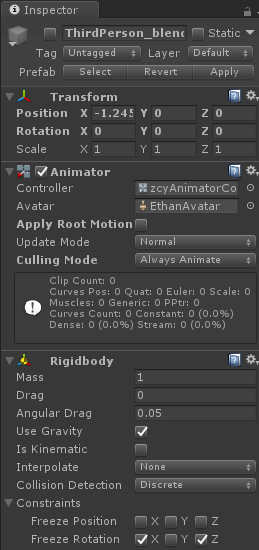 Inspector
ThirdPerson_blend Static
Tag Untagged Layer Default
Prefab Select Revert Apply
Transform
Position X -1.245 Y 0 Z 0
Rotation X 0 Y 0 Z 0
Scale X 1 Y 1 Z 1
Animator
Controller zcyAnimatorCo
Avatar EthanAvatar
Apply Root Motion
Update Mode Normal
Culling Mode Always Animate
Clip Count: 0
Curves Pos: 0 Quat: 0 Euler: 0 Scale: 0
Muscles: 0 Generic: 0 PPtr: 0
Curves Count: 0 Constant: 0 (0.0%)
Dense: 0 (0.0%) Stream: 0 (0.0%)
Rigidbody
Mass 1
Drag 0
Angular Drag 0.05
Use Gravity
Is Kinematic
Interpolate None
Collision Detection Discrete
Constraints
Freeze Position X Y Z
Freeze Rotation X Y Z